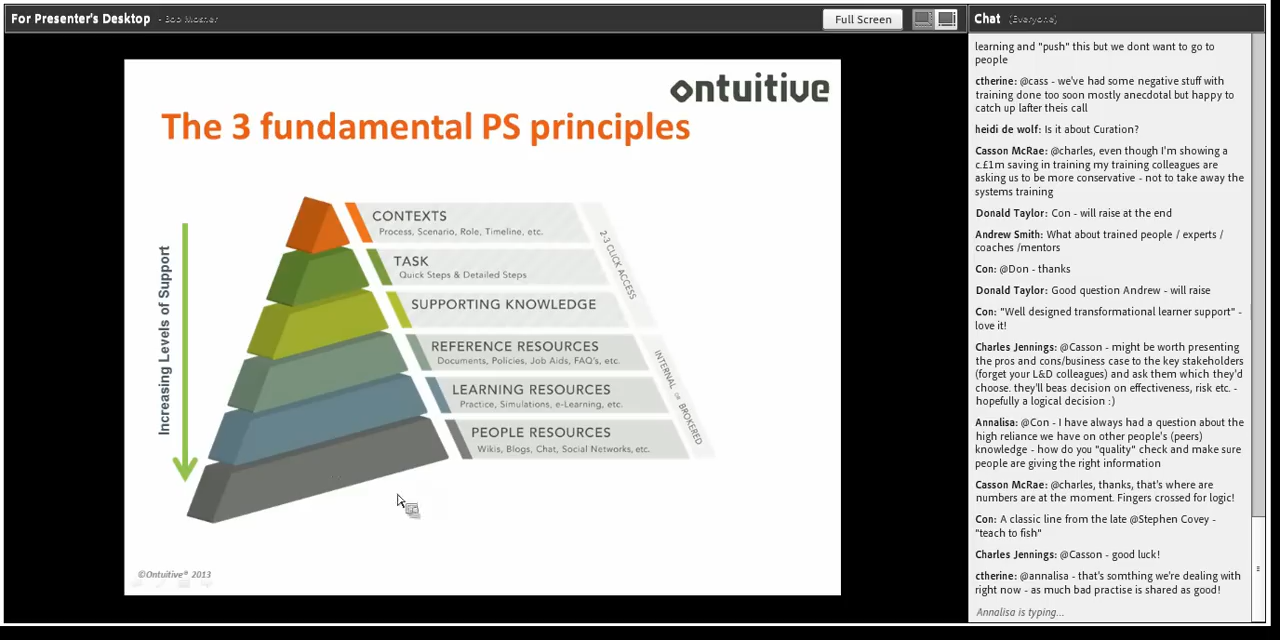 For Presenter's Desktop - Bob Mosher
Full Screen
ontuitive
The 3 fundamental PS principles
Increasing Levels of Support
CONTEXTS
Process, Scenario, Role, Timeline, etc.
TASK
Quick Steps & Detailed Steps
SUPPORTING KNOWLEDGE
REFERENCE RESOURCES
Documents, Policies, Job Aids, FAQ's, etc.
LEARNING RESOURCES
Practice, Simulations, e-Learning, etc.
PEOPLE RESOURCES
Wikis, Blogs, Chat, Social Networks, etc.
2-3 CLICK ACCESS
INTERNAL or BROKERED
©Ontuitive® 2013
Chat (Everyone)
learning and "push" this but we dont want to go to
people
ctherine: @cass - we've had some negative stuff with
training done too soon mostly anecdotal but happy to
catch up lafter theis call
heidi de wolf: Is it about Curation?
Casson McRae: @charles, even though I'm showing a
c.£1m saving in training my training colleagues are
asking us to be more conservative - not to take away the
systems training
Donald Taylor: Con - will raise at the end
Andrew Smith: What about trained people / experts /
coaches /mentors
Con: @Don - thanks
Donald Taylor: Good question Andrew - will raise
Con: "Well designed transformational learner support" -
love it!
Charles Jennings: @Casson - might be worth presenting
the pros and cons/business case to the key stakeholders
(forget your L&D colleagues) and ask them which they'd
choose. they'll beas decision on effectiveness, risk etc. -
hopefully a logical decision :)
Annalisa: @Con - I have always had a question about the
high reliance we have on other people's (peers)
knowledge - how do you "quality" check and make sure
people are giving the right information
Casson McRae: @charles, thanks, that's where are
numbers are at the moment. Fingers crossed for logic!
Con: A classic line from the late @Stephen Covey -
"teach to fish"
Charles Jennings: @Casson - good luck!
ctherine: @annalisa - that's somthing we're dealing with
right now - as much bad practise is shared as good!
Annalisa is typing...